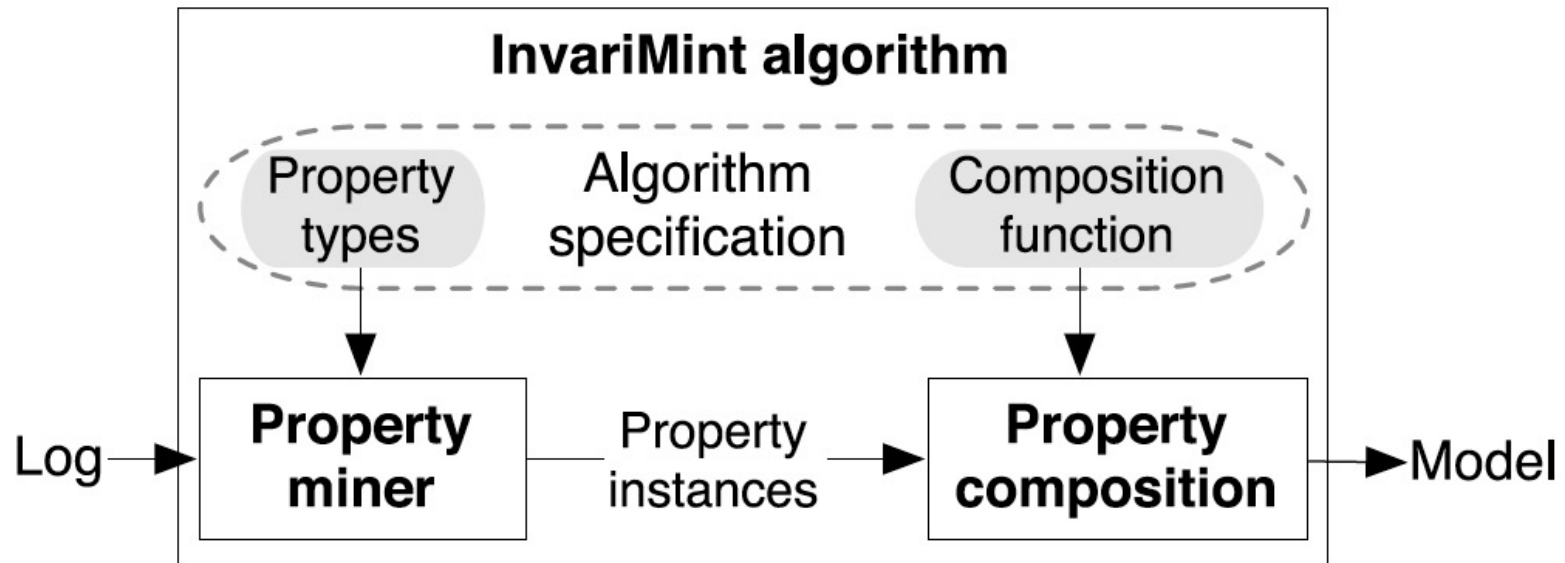 InvariMint algorithm
Property
types
Algorithm
specification
Composition
function
Log
Property
miner
Property
instances
Property
composition
Model